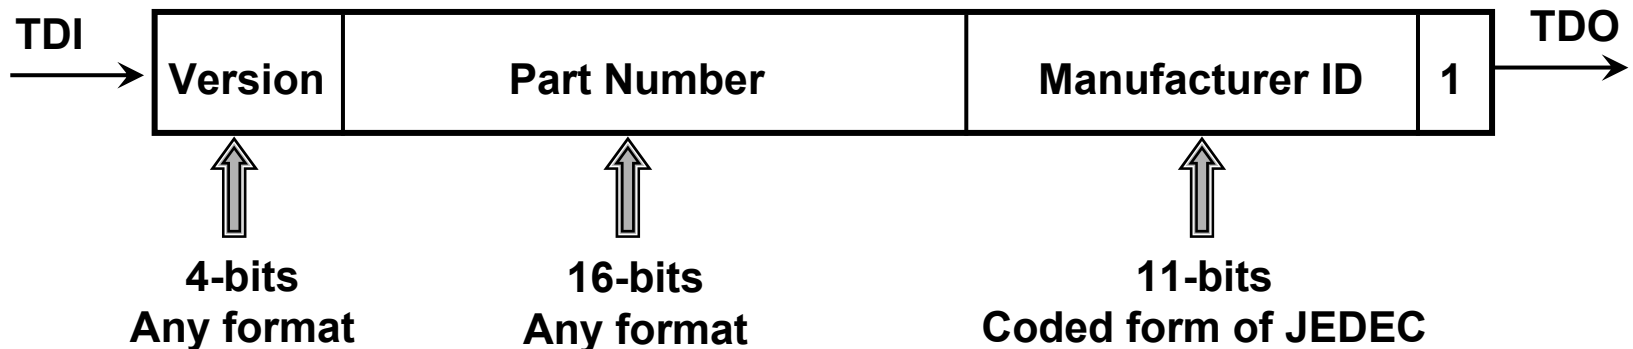 TDI
TDO
Version
Part Number
Manufacturer ID
1
4-bits
Any format
16-bits
Any format
11-bits
Coded form of JEDEC